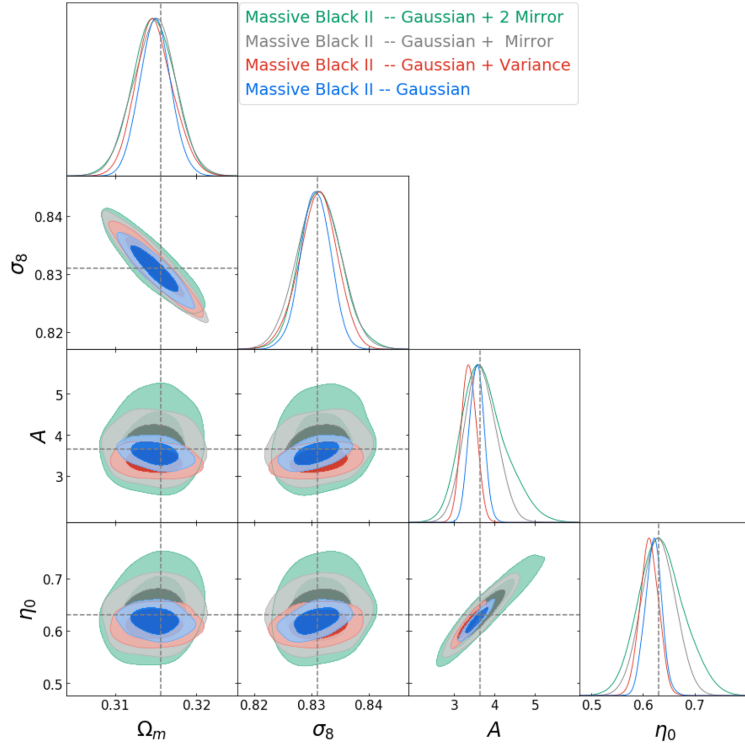 Massive Black II -- Gaussian + 2 Mirror
Massive Black II -- Gaussian + Mirror
Massive Black II -- Gaussian + Variance
Massive Black II -- Gaussian
0.84
σ8
0.83
0.82
5
A
4
3
0.7
η0
0.6
0.5
0.31 0.32 0.82 0.83 0.84 3 4 5 0.5 0.6 0.7
Ωm σ8 A η0